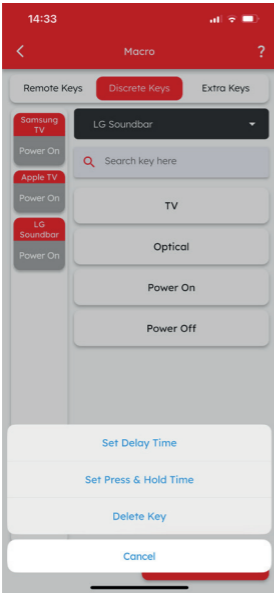 14:33
Macro
?
Remote Keys
Discrete Keys
Extra Keys
Samsung
TV
Power On
Apple TV
Power On
LG
Soundbar
Power On
LG Soundbar
Search key here
TV
Optical
Power On
Power Off
Set Delay Time
Set Press & Hold Time
Delete Key
Cancel